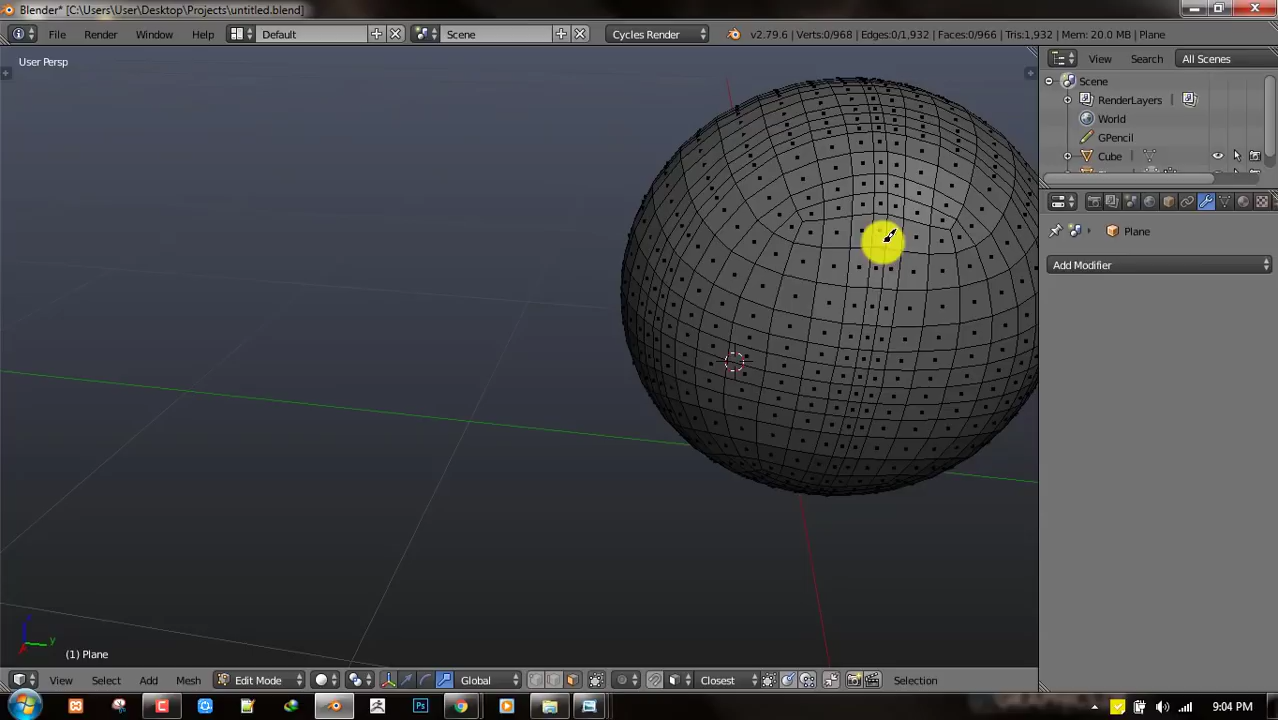 Blender* [C:\Users\User\Desktop\Projects\untitled.blend]
File Render Window Help Default Scene Cycles Render v2.79.6 | Verts:0/968 | Edges:0/1,932 | Faces:0/966 | Tris:1,932 | Mem: 20.0 MB | Plane
User Persp
View Search All Scenes
Scene
RenderLayers
World
GPencil
Cube
Plane
Add Modifier
z
y
(1) Plane
View Select Add Mesh Edit Mode Global Closest Selection
Ps
9:04 PM